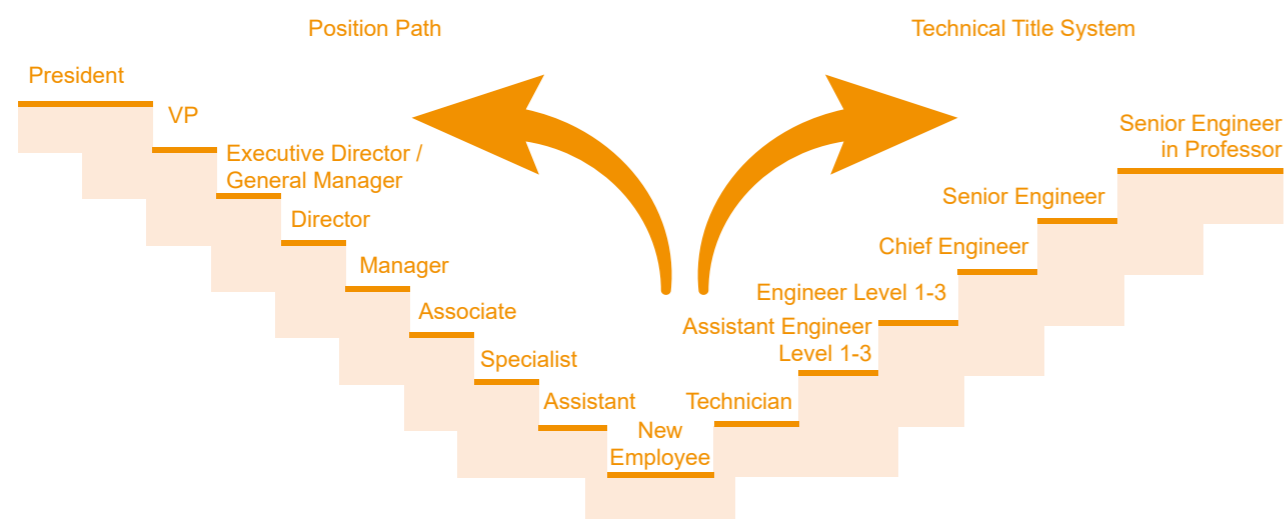 Position Path
Technical Title System
President
VP
Executive Director /
General Manager
Director
Manager
Associate
Specialist
Assistant
New
Employee
Technician
Assistant Engineer
Level 1-3
Engineer Level 1-3
Chief Engineer
Senior Engineer
Senior Engineer
in Professor